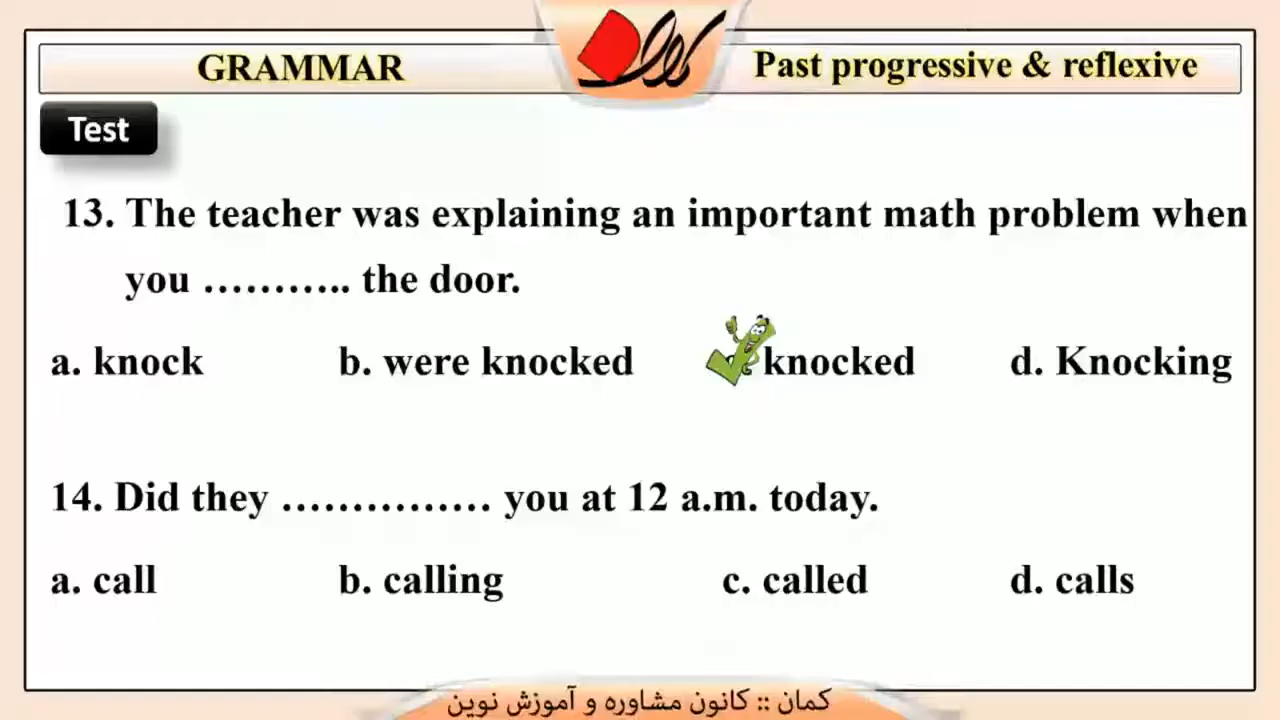 GRAMMAR
Past progressive & reflexive
Test
13. The teacher was explaining an important math problem when
you ……….. the door.
a. knock b. were knocked knocked d. Knocking
14. Did they …………… you at 12 a.m. today.
a. call b. calling c. called d. calls
کمان :: کانون مشاوره و آموزش نوین